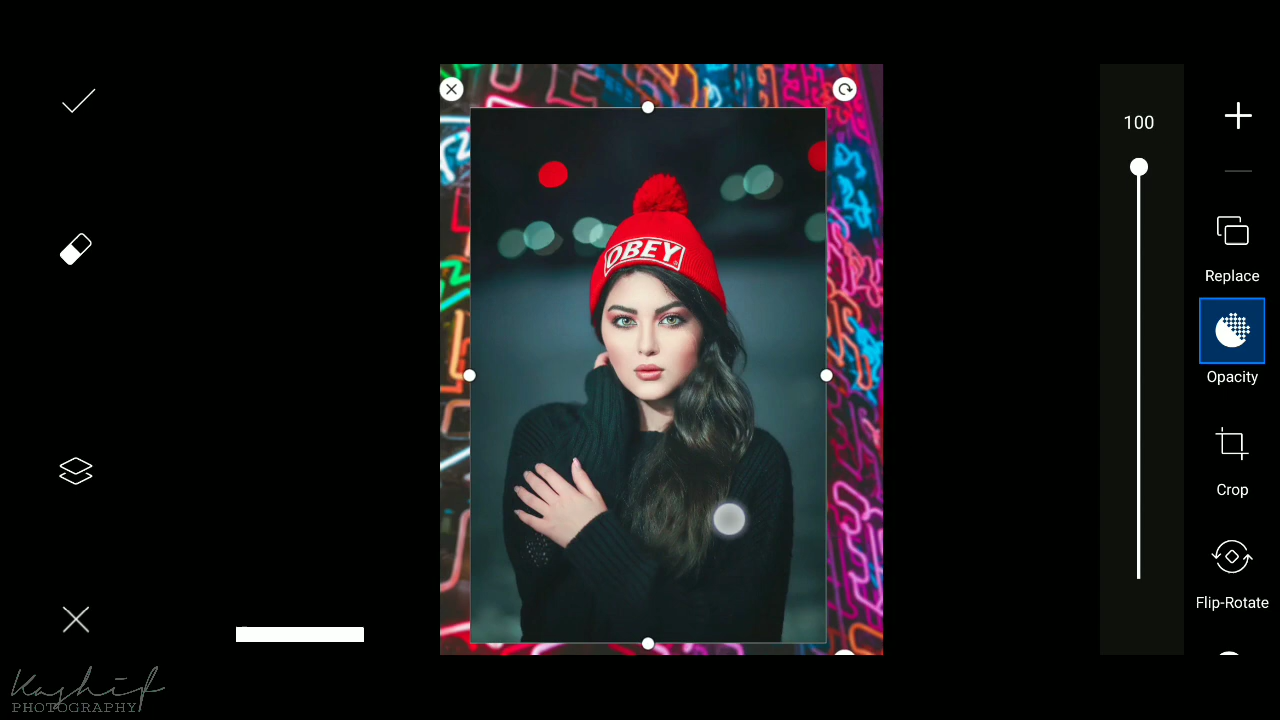 100
Replace
Opacity
Crop
Flip-Rotate
OBEY
Kashif
PHOTOGRAPHY